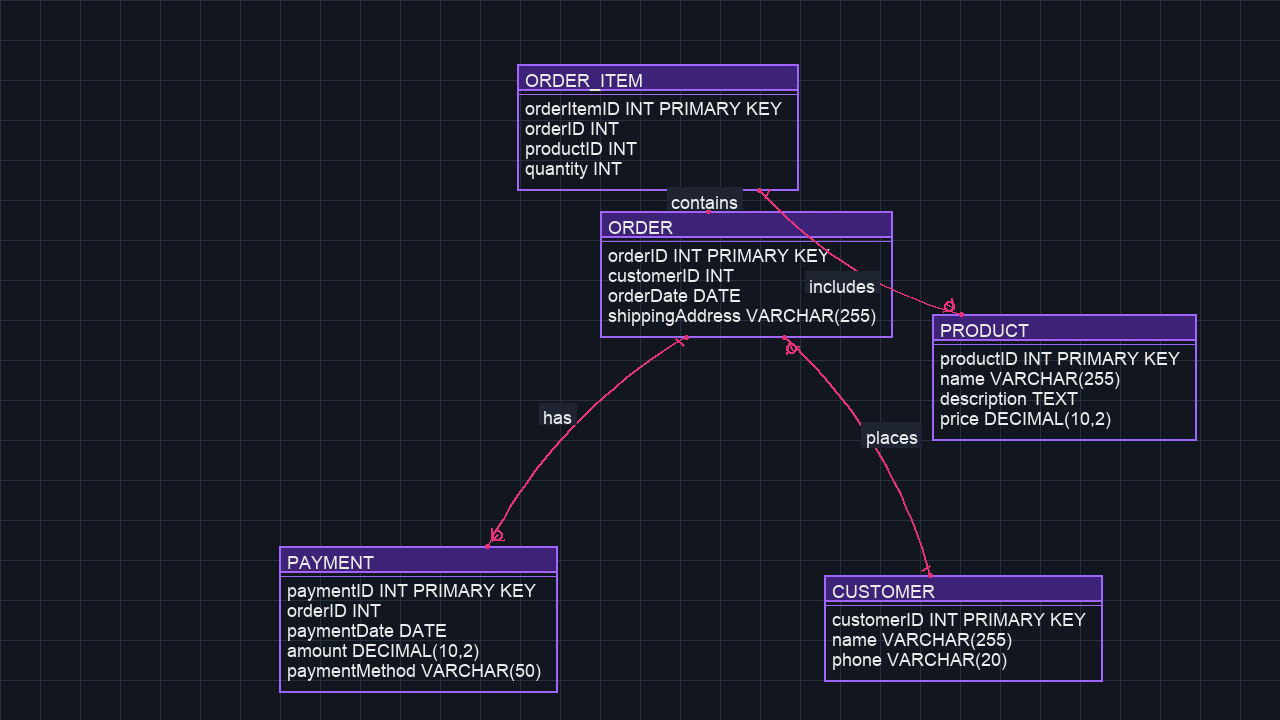 ORDER_ITEM
orderItemID INT PRIMARY KEY
orderID INT
productID INT
quantity INT
contains
ORDER
orderID INT PRIMARY KEY
customerID INT
orderDate DATE
shippingAddress VARCHAR(255)
includes
PRODUCT
productID INT PRIMARY KEY
name VARCHAR(255)
description TEXT
price DECIMAL(10,2)
has
places
PAYMENT
paymentID INT PRIMARY KEY
orderID INT
paymentDate DATE
amount DECIMAL(10,2)
paymentMethod VARCHAR(50)
CUSTOMER
customerID INT PRIMARY KEY
name VARCHAR(255)
phone VARCHAR(20)